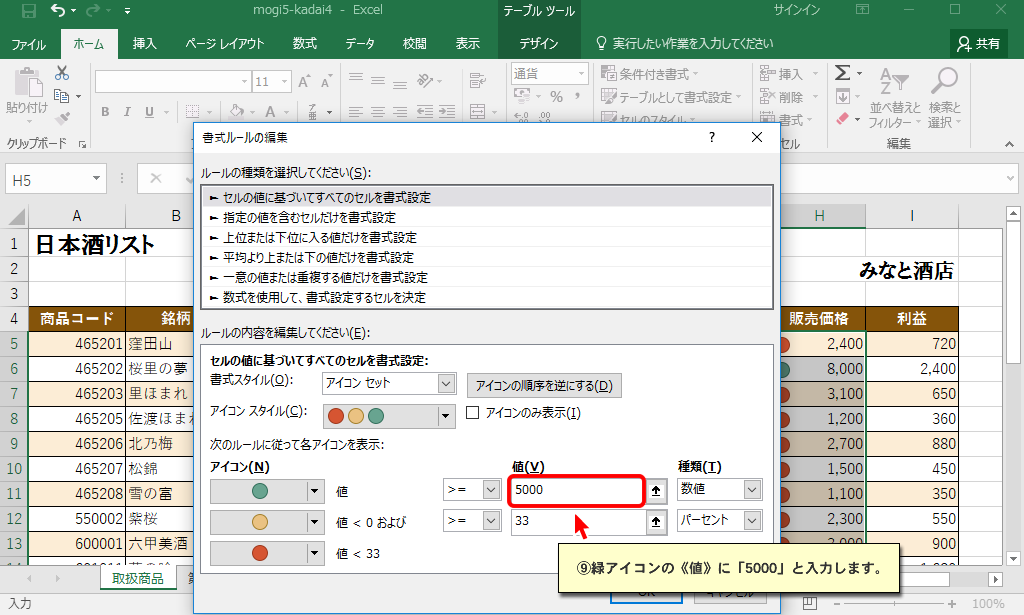 mogi5-kadai4 - Excel
テーブル ツール
サインイン
ファイル ホーム 挿入 ページ レイアウト 数式 データ 校閲 表示 デザイン 実行したい作業を入力してください 共有
貼り付け
クリップボード
11
B I U
通貨
% ,
条件付き書式
テーブルとして書式設定
セルのスタイル
挿入
削除
書式
セル
並べ替えと
フィルター
検索と
選択
編集
H5
A B H I
1 日本酒リスト
2 みなと酒店
3
4 商品コード 銘柄 販売価格 利益
5 465201 窪田山 2,400 720
6 465202 桜里の夢 8,000 2,400
7 465203 里ほまれ 3,100 650
8 465205 佐渡ほまれ 1,200 360
9 465206 北乃梅 2,700 880
10 465207 松錦 1,500 450
11 465208 雪の富 1,100 350
12 550002 紫桜 2,300 550
13 600001 六甲美酒 3,000 900
14
取扱商品
入力
100%
書式ルールの編集 ?
ルールの種類を選択してください(S):
► セルの値に基づいてすべてのセルを書式設定
► 指定の値を含むセルだけを書式設定
► 上位または下位に入る値だけを書式設定
► 平均より上または下の値だけを書式設定
► 一意の値または重複する値だけを書式設定
► 数式を使用して、書式設定するセルを決定
ルールの内容を編集してください(E):
セルの値に基づいてすべてのセルを書式設定:
書式スタイル(O): アイコン セット アイコンの順序を逆にする(D)
アイコン スタイル(C): アイコンのみ表示(I)
次のルールに従って各アイコンを表示:
アイコン(N) 値(V) 種類(T)
値 >= 5000 数値
値 < 0 および >= 33 パーセント
値 < 33
OK キャンセル
⑨緑アイコンの《値》に「5000」と入力します。